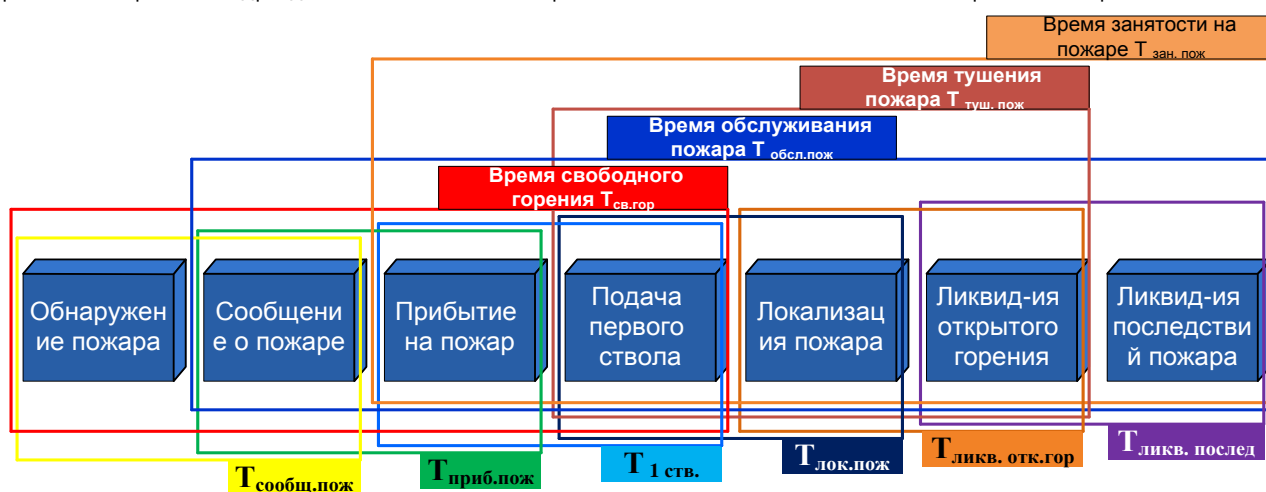 Время занятости на
пожаре Т зан. пож
Время тушения
пожара Т туш. пож
Время обслуживания
пожара Т обсл.пож
Время свободного
горения Тсв.гор
Обнаружен
ие пожара
Сообщени
е о пожаре
Прибытие
на пожар
Подача
первого
ствола
Локализац
ия пожара
Ликвид-ия
открытого
горения
Ликвид-ия
последстви
й пожара
Тсообщ.пож
Тприб.пож
Т 1 ств.
Тлок.пож
Тликв. отк.гор
Тликв. послед